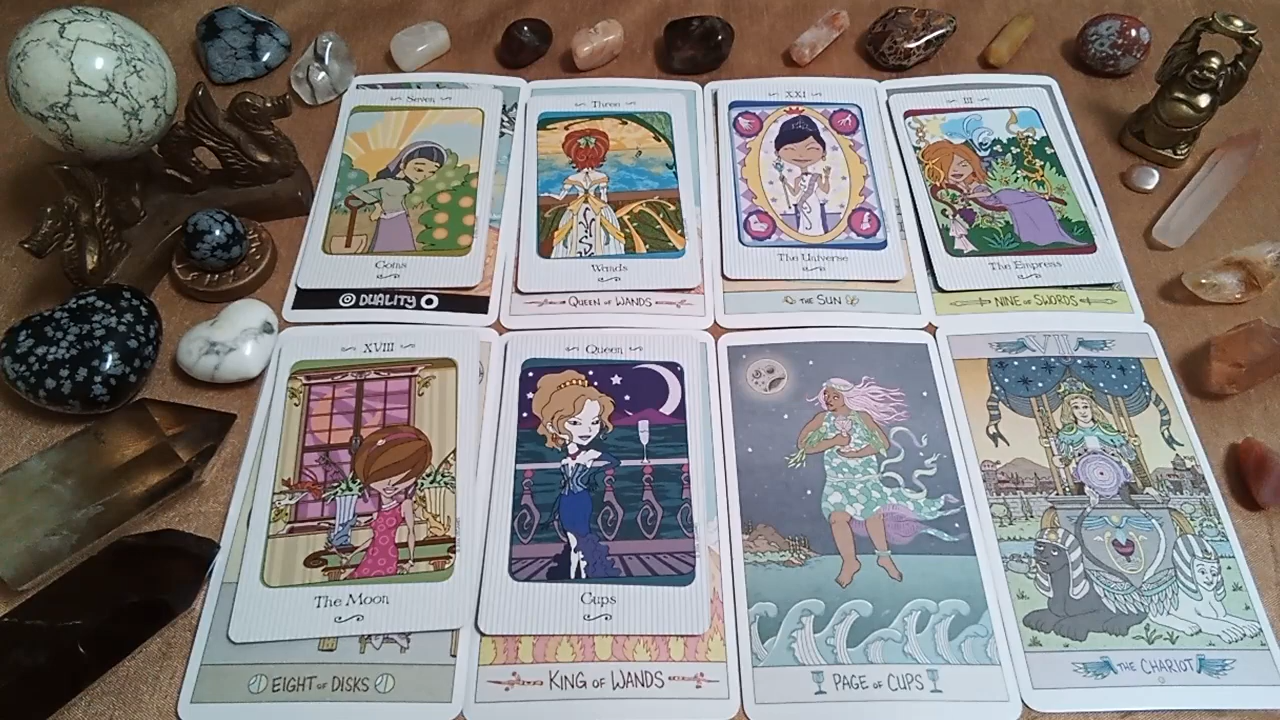 Seven
Coins
DUALITY
Three
Wands
QUEEN OF WANDS
XXI
The Universe
THE SUN
III
The Empress
NINE OF SWORDS
XVIII
The Moon
EIGHT OF DISKS
Queen
Cups
KING OF WANDS
PAGE OF CUPS
VII
THE CHARIOT